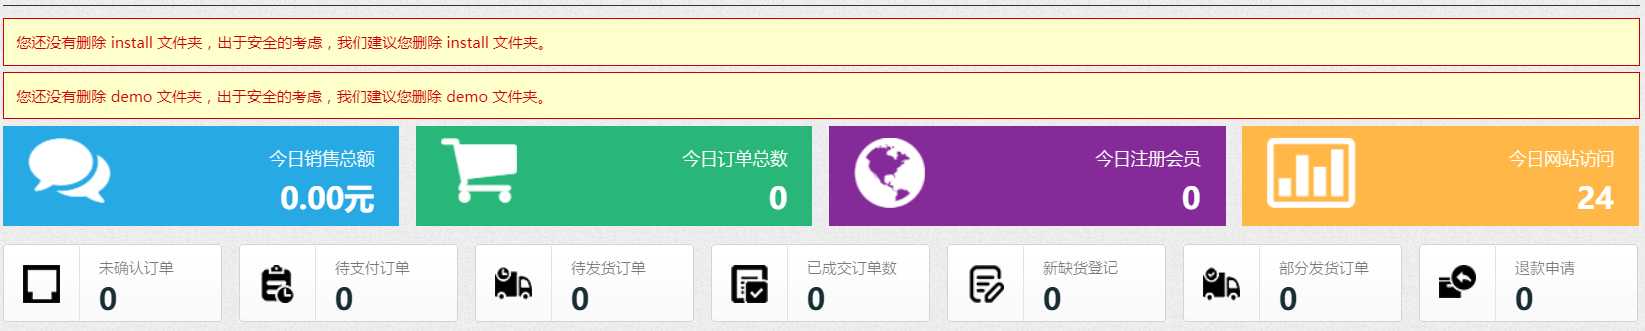 您还没有删除 install 文件夹，出于安全的考虑，我们建议您删除 install 文件夹。
您还没有删除 demo 文件夹，出于安全的考虑，我们建议您删除 demo 文件夹。
今日销售总额
0.00元
今日订单总数
0
今日注册会员
0
今日网站访问
24
未确认订单
0
待支付订单
0
待发货订单
0
已成交订单数
0
新缺货登记
0
部分发货订单
0
退款申请
0